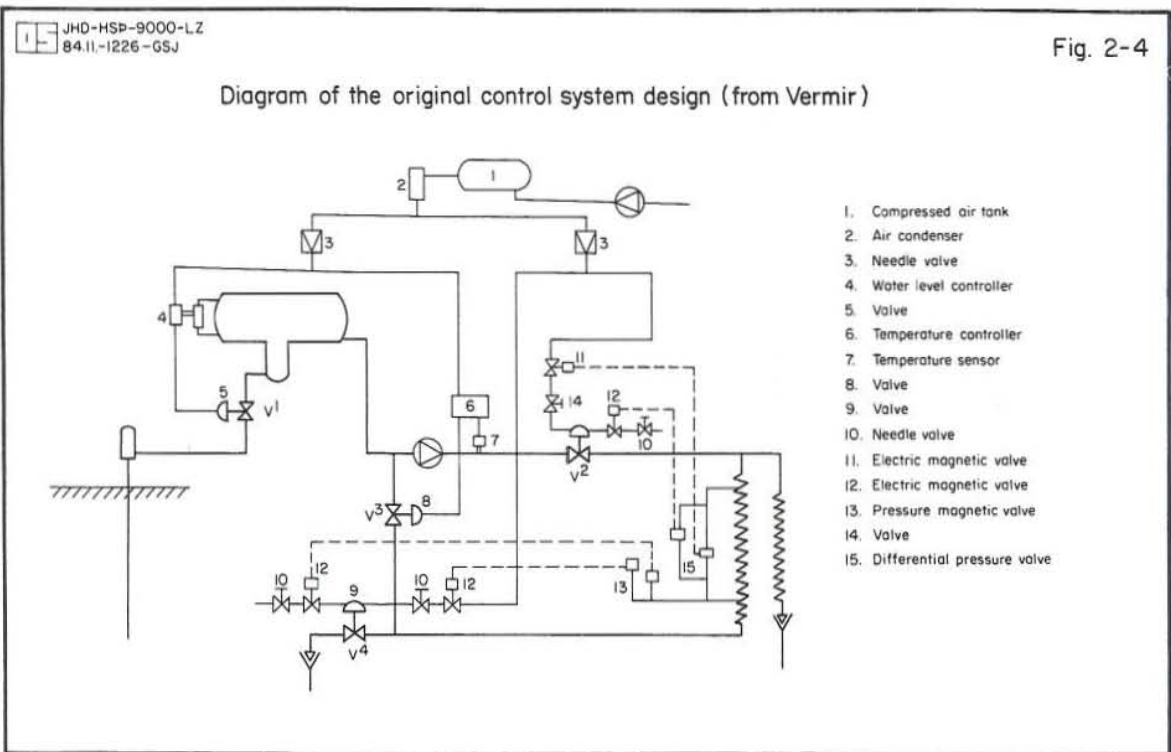 JHD-HSÞ-9000-LZ
84.11.-1226-GSJ
Fig. 2-4
Diagram of the original control system design (from Vermir)
1
2
3
3
4
5
V1
6
7
11
14
12
10
V2
V3
8
12
10
9
10
12
13
15
V4
1. Compressed air tank
2. Air condenser
3. Needle valve
4. Water level controller
5. Valve
6. Temperature controller
7. Temperature sensor
8. Valve
9. Valve
10. Needle valve
11. Electric magnetic valve
12. Electric magnetic valve
13. Pressure magnetic valve
14. Valve
15. Differential pressure valve